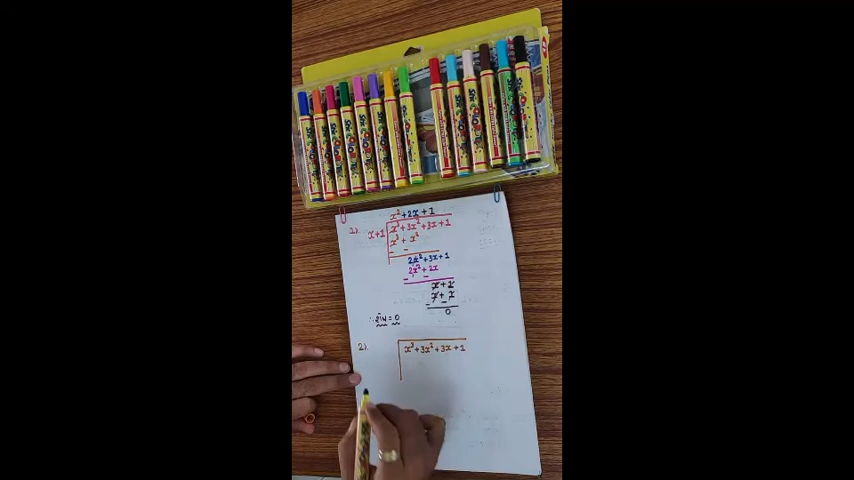 x² + 2x + 1
1) x+1 x³ + 3x² + 3x + 1
x³ + x²
- -
2x² + 3x + 1
2x² + 2x
- -
x + 1
x + 1
- -
0
= 0
2) x³ + 3x² + 3x + 1